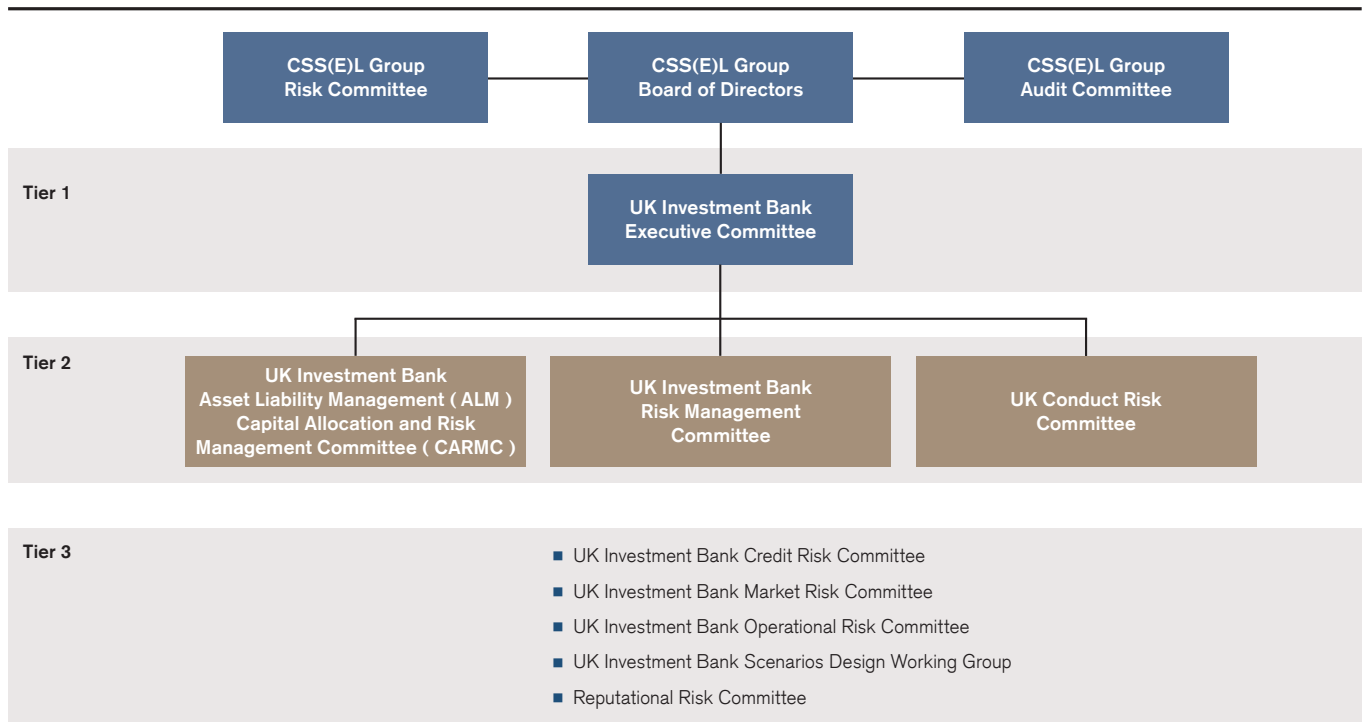 CSS(E)L Group
Risk Committee
CSS(E)L Group
Board of Directors
CSS(E)L Group
Audit Committee
Tier 1
UK Investment Bank
Executive Committee
Tier 2
UK Investment Bank
Asset Liability Management ( ALM )
Capital Allocation and Risk
Management Committee ( CARMC )
UK Investment Bank
Risk Management
Committee
UK Conduct Risk
Committee
Tier 3
■ UK Investment Bank Credit Risk Committee
■ UK Investment Bank Market Risk Committee
■ UK Investment Bank Operational Risk Committee
■ UK Investment Bank Scenarios Design Working Group
■ Reputational Risk Committee